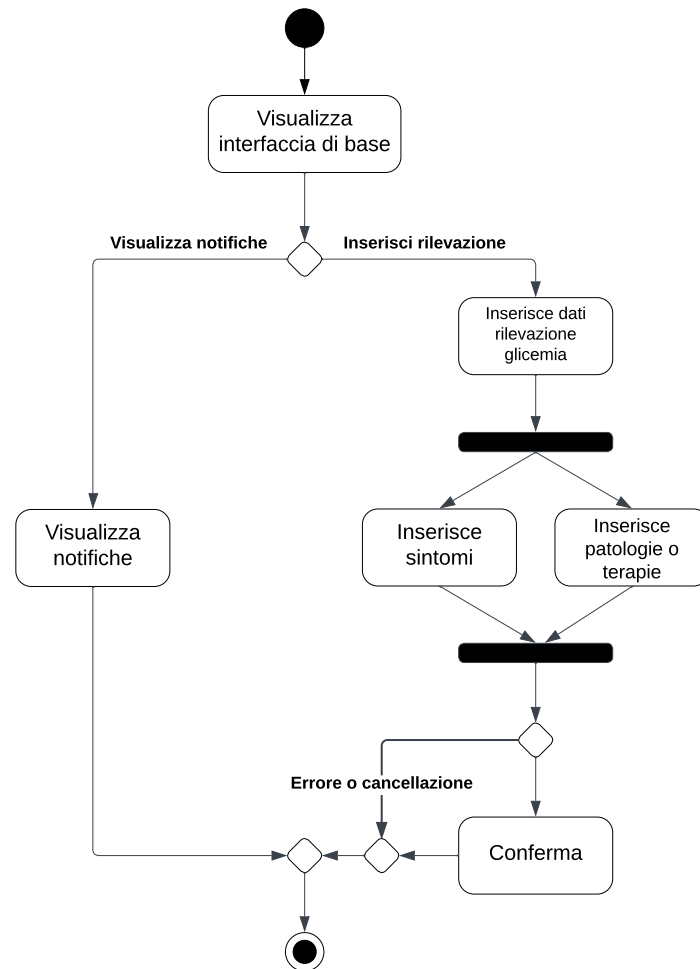 Visualizza
interfaccia di base
Visualizza notifiche
Inserisci rilevazione
Inserisce dati
rilevazione
glicemia
Visualizza
notifiche
Inserisce
sintomi
Inserisce
patologie o
terapie
Errore o cancellazione
Conferma